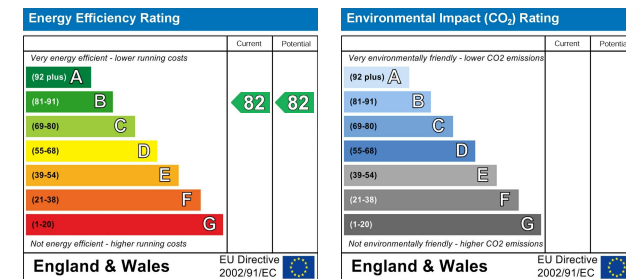 Energy Efficiency Rating
Current Potential
Very energy efficient - lower running costs
(92 plus) A
(81-91) B
82 82
(69-80) C
(55-68) D
(39-54) E
(21-38) F
(1-20) G
Not energy efficient - higher running costs
England & Wales
EU Directive
2002/91/EC
Environmental Impact (CO2) Rating
Current Potential
Very environmentally friendly - lower CO2 emissions
(92 plus) A
(81-91) B
(69-80) C
(55-68) D
(39-54) E
(21-38) F
(1-20) G
Not environmentally friendly - higher CO2 emissions
England & Wales
EU Directive
2002/91/EC